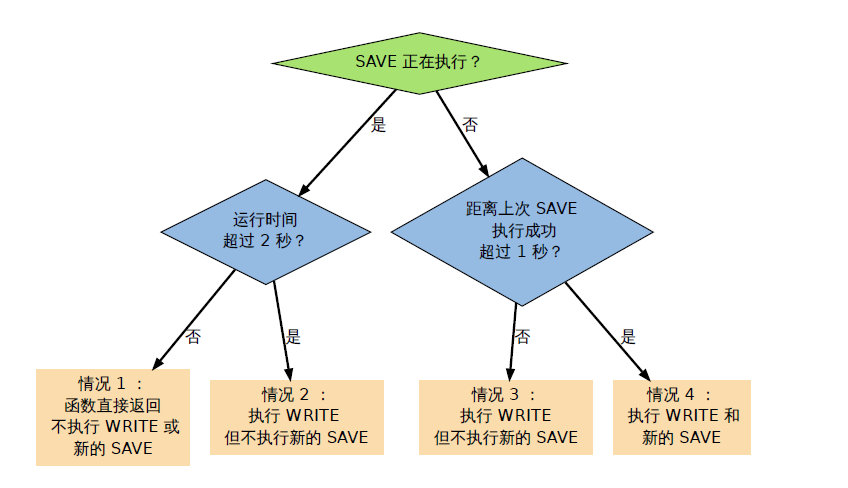 SAVE 正在执行？
是
否
运行时间
超过 2 秒？
距离上次 SAVE
执行成功
超过 1 秒？
否
是
否
是
情况 1 ：
函数直接返回
不执行 WRITE 或
新的 SAVE
情况 2 ：
执行 WRITE
但不执行新的 SAVE
情况 3 ：
执行 WRITE
但不执行新的 SAVE
情况 4 ：
执行 WRITE 和
新的 SAVE